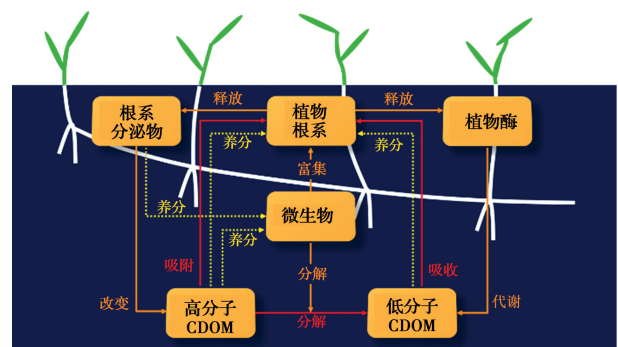 释放
释放
根系
分泌物
植物
根系
植物酶
养分
养分
富集
养分
微生物
养分
吸附
分解
吸收
改变
高分子
CDOM
分解
低分子
CDOM
代谢